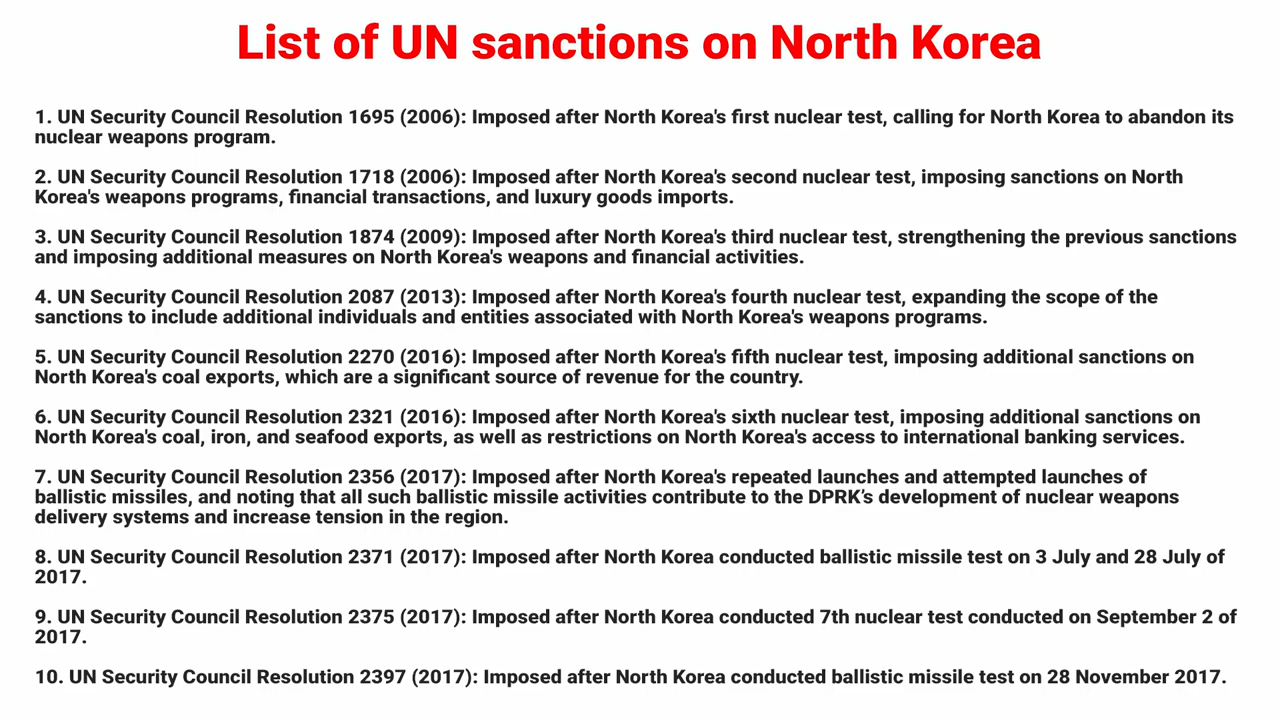 List of UN sanctions on North Korea
1. UN Security Council Resolution 1695 (2006): Imposed after North Korea's first nuclear test, calling for North Korea to abandon its
nuclear weapons program.
2. UN Security Council Resolution 1718 (2006): Imposed after North Korea's second nuclear test, imposing sanctions on North
Korea's weapons programs, financial transactions, and luxury goods imports.
3. UN Security Council Resolution 1874 (2009): Imposed after North Korea's third nuclear test, strengthening the previous sanctions
and imposing additional measures on North Korea's weapons and financial activities.
4. UN Security Council Resolution 2087 (2013): Imposed after North Korea's fourth nuclear test, expanding the scope of the
sanctions to include additional individuals and entities associated with North Korea's weapons programs.
5. UN Security Council Resolution 2270 (2016): Imposed after North Korea's fifth nuclear test, imposing additional sanctions on
North Korea's coal exports, which are a significant source of revenue for the country.
6. UN Security Council Resolution 2321 (2016): Imposed after North Korea's sixth nuclear test, imposing additional sanctions on
North Korea's coal, iron, and seafood exports, as well as restrictions on North Korea's access to international banking services.
7. UN Security Council Resolution 2356 (2017): Imposed after North Korea's repeated launches and attempted launches of
ballistic missiles, and noting that all such ballistic missile activities contribute to the DPRK’s development of nuclear weapons
delivery systems and increase tension in the region.
8. UN Security Council Resolution 2371 (2017): Imposed after North Korea conducted ballistic missile test on 3 July and 28 July of
2017.
9. UN Security Council Resolution 2375 (2017): Imposed after North Korea conducted 7th nuclear test conducted on September 2 of
2017.
10. UN Security Council Resolution 2397 (2017): Imposed after North Korea conducted ballistic missile test on 28 November 2017.